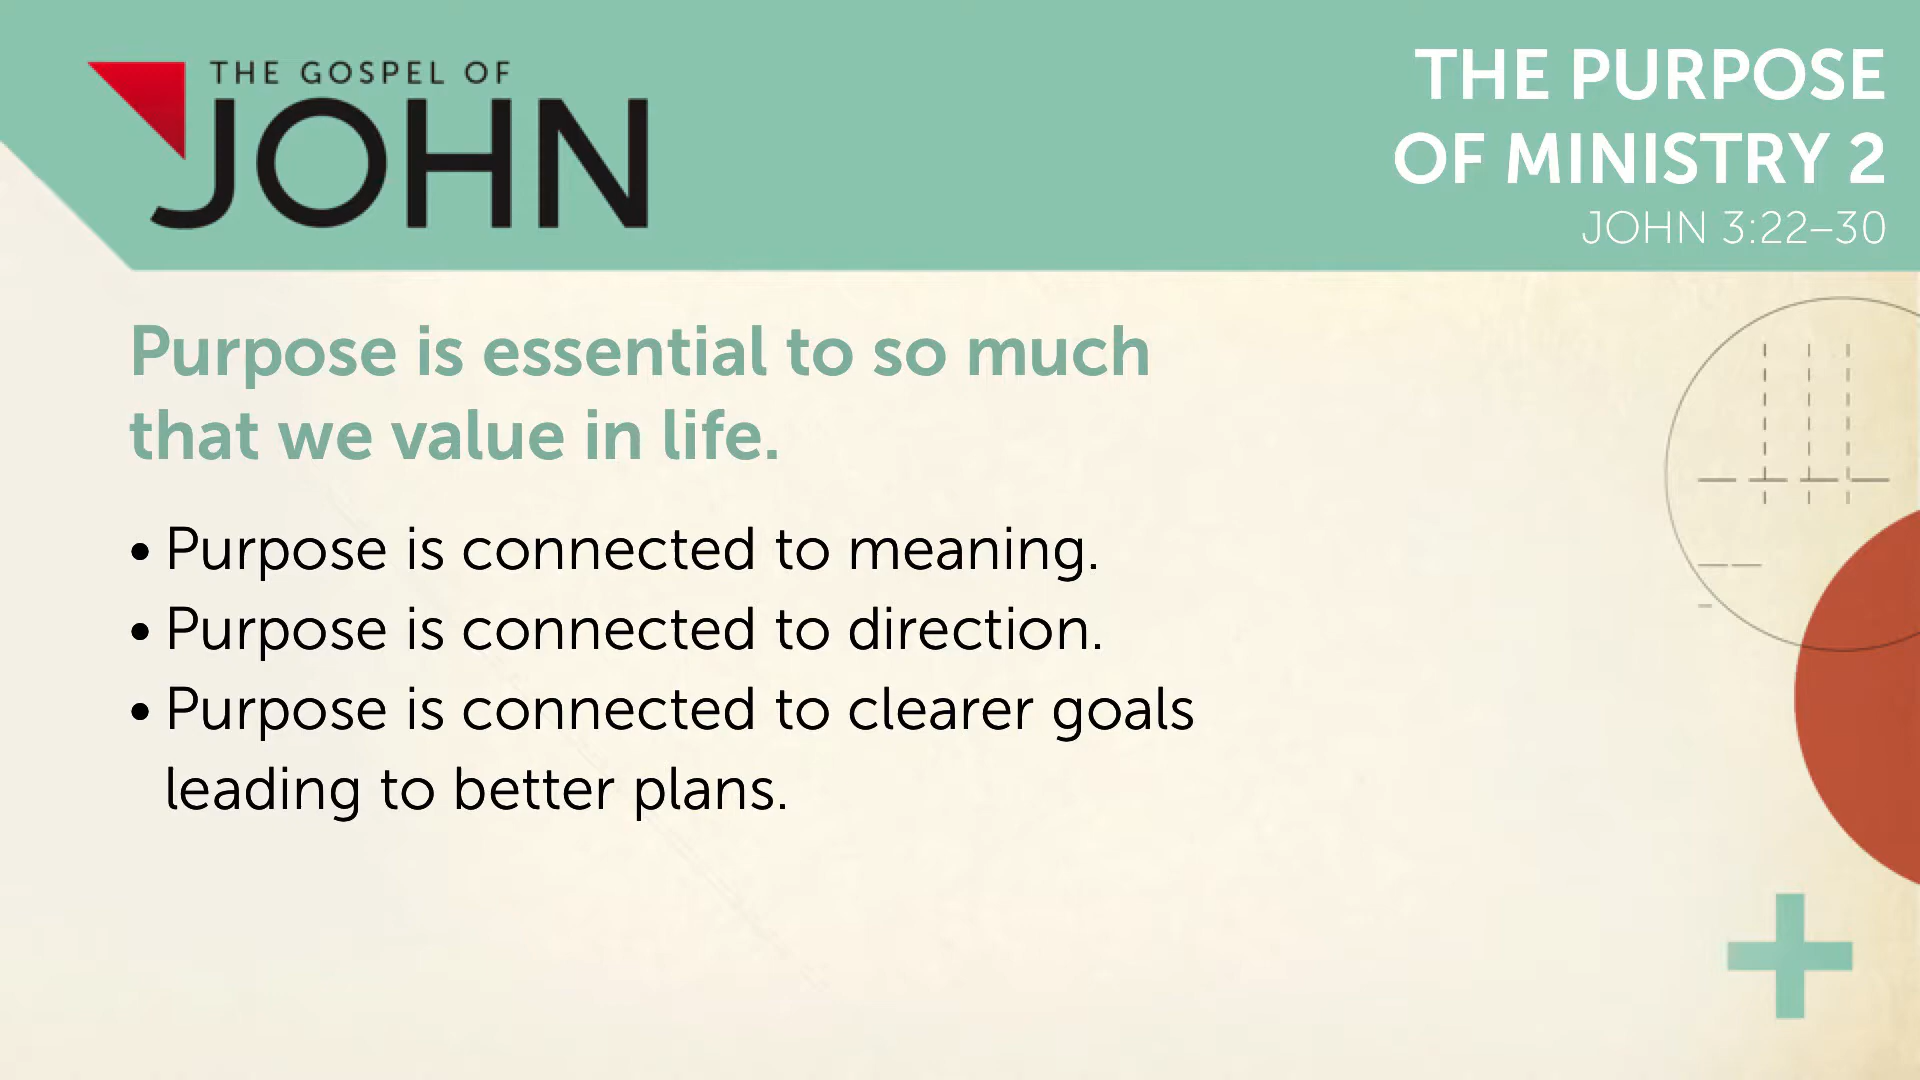 THE GOSPEL OF
JOHN
THE PURPOSE
OF MINISTRY 2
JOHN 3:22–30
Purpose is essential to so much
that we value in life.
• Purpose is connected to meaning.
• Purpose is connected to direction.
• Purpose is connected to clearer goals
leading to better plans.